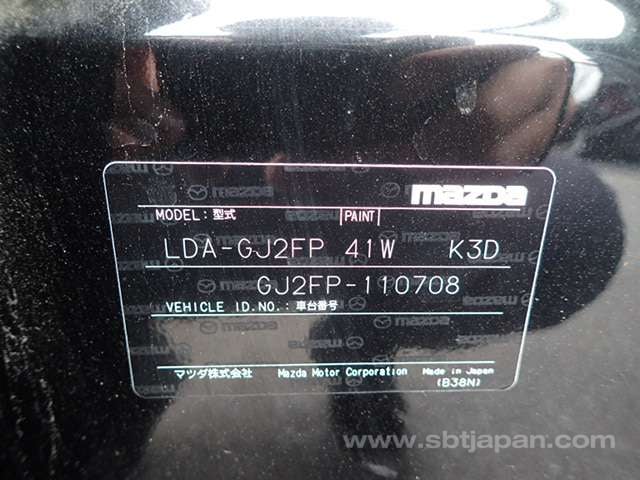 mazda
MODEL: 型式 PAINT
LDA-GJ2FP 41W K3D
GJ2FP-110708
VEHICLE ID.NO.: 車台番号
マツダ株式会社 Mazda Motor Corporation Made in Japan
(B38N)
www.sbtjapan.com